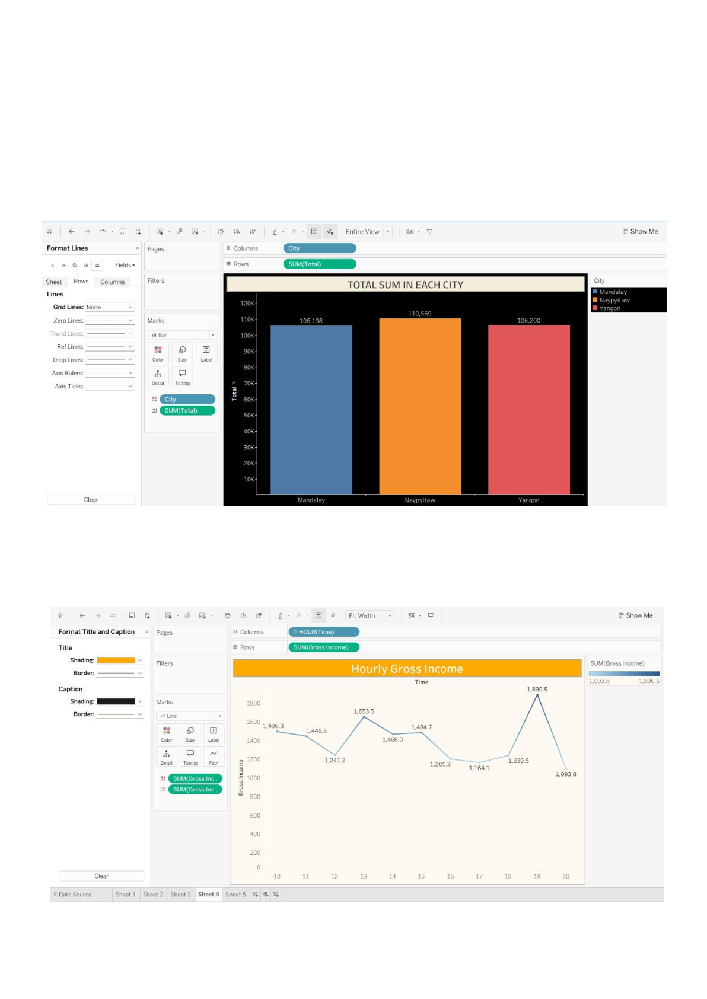 Entire View
Show Me
Format Lines
Fields
Sheet Rows Columns
Lines
Grid Lines: None
Zero Lines:
Trend Lines:
Ref Lines:
Drop Lines:
Axis Rulers:
Axis Ticks:
Clear
Pages
Filters
Marks
Bar
Color Size Label
Detail Tooltip
City
SUM(Total)
Columns City
Rows SUM(Total)
TOTAL SUM IN EACH CITY
120K
110K
100K
90K
80K
70K
60K
50K
40K
30K
20K
10K
Total
106,198
110,569
106,200
Mandalay Naypyitaw Yangon
City
Mandalay
Naypyitaw
Yangon
Fit Width
Show Me
Format Title and Caption
Title
Shading:
Border:
Caption
Shading:
Border:
Clear
Pages
Filters
Marks
Line
Color Size Label
Detail Tooltip Path
SUM(Gross Inc..
SUM(Gross Inc..
Columns HOUR(Time)
Rows SUM(Gross Income)
Hourly Gross Income
Time
1800
1600
1400
1200
1000
800
600
400
200
0
Gross Income
1,496.3
1,446.5
1,241.2
1,653.5
1,468.0
1,484.7
1,201.3
1,164.1
1,239.5
1,890.5
1,093.8
10 11 12 13 14 15 16 17 18 19 20
SUM(Gross Income)
1,093.8 1,890.5
Data Source Sheet 1 Sheet 2 Sheet 3 Sheet 4 Sheet 5